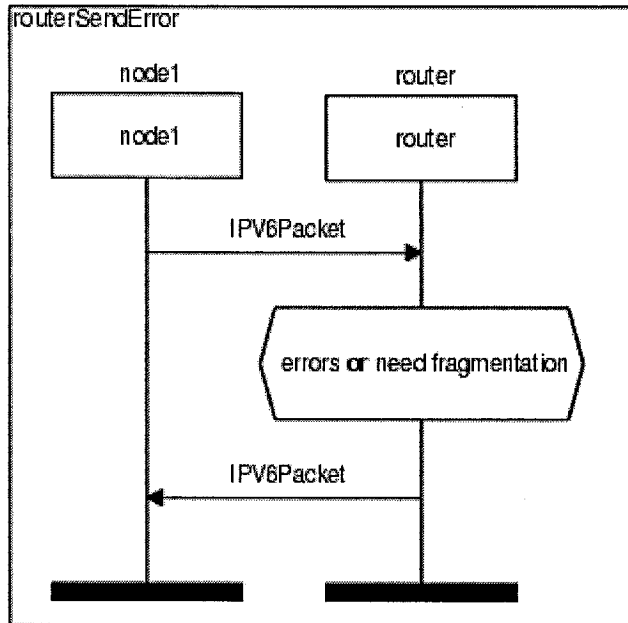 routerSendError
node1
router
node1
router
IPV6Packet
errors or need fragmentation
IPV6Packet